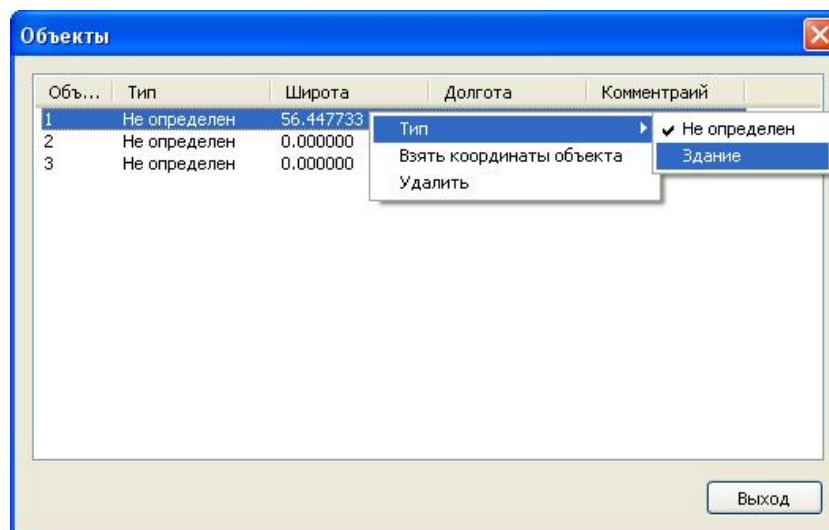 Объекты
Объ... Тип Широта Долгота Комментраий
1 Не определен 56.447733
2 Не определен 0.000000
3 Не определен 0.000000
Тип
Взять координаты объекта
Удалить
Не определен
Здание
Выход